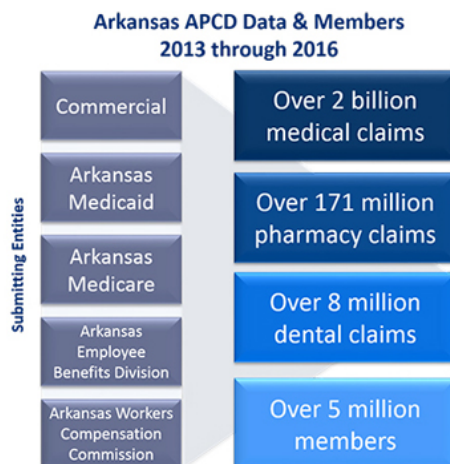 Arkansas APCD Data & Members
2013 through 2016
Submitting Entities
Commercial
Arkansas
Medicaid
Arkansas
Medicare
Arkansas
Employee
Benefits Division
Arkansas Workers
Compensation
Commission
Over 2 billion
medical claims
Over 171 million
pharmacy claims
Over 8 million
dental claims
Over 5 million
members